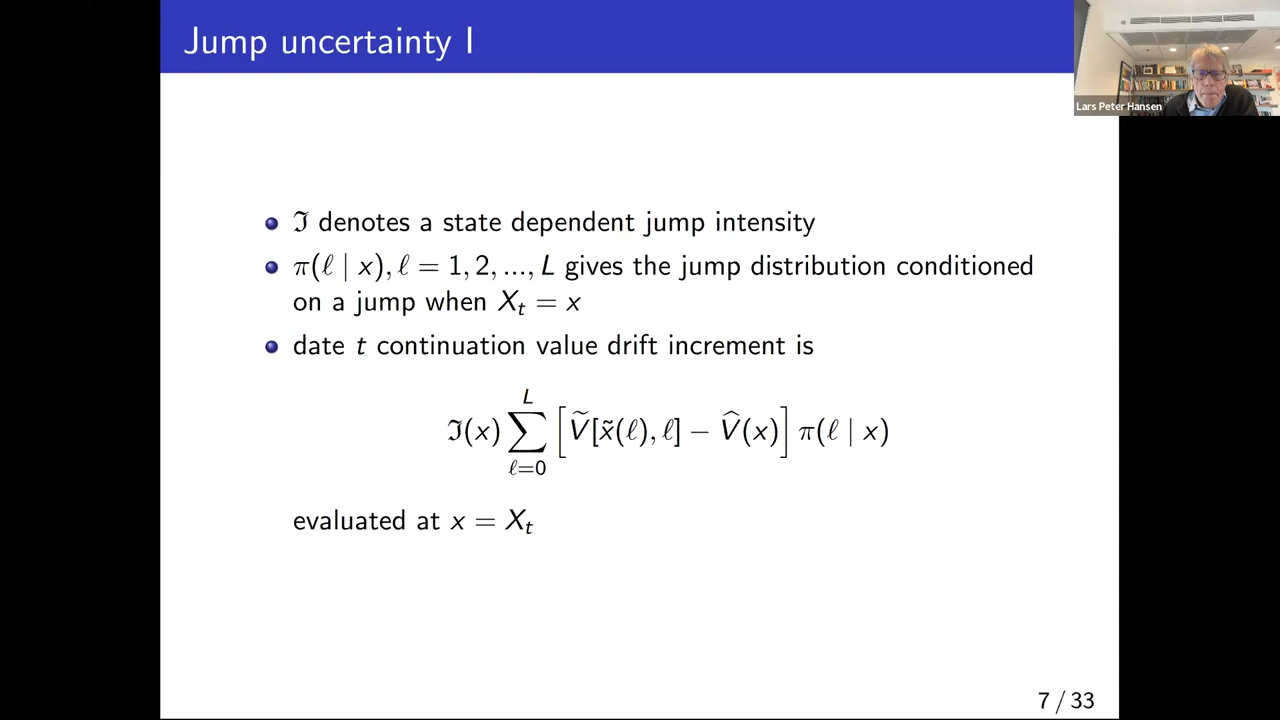 Jump uncertainty I
Lars Peter Hansen
ℑ denotes a state dependent jump intensity
π(ℓ | x), ℓ = 1, 2, ..., L gives the jump distribution conditioned
on a jump when X_t = x
date t continuation value drift increment is
ℑ(x) ∑_{ℓ=0}^{L} [Ṽ[x̃(ℓ), ℓ] − V̂(x)] π(ℓ | x)
evaluated at x = X_t
7 / 33